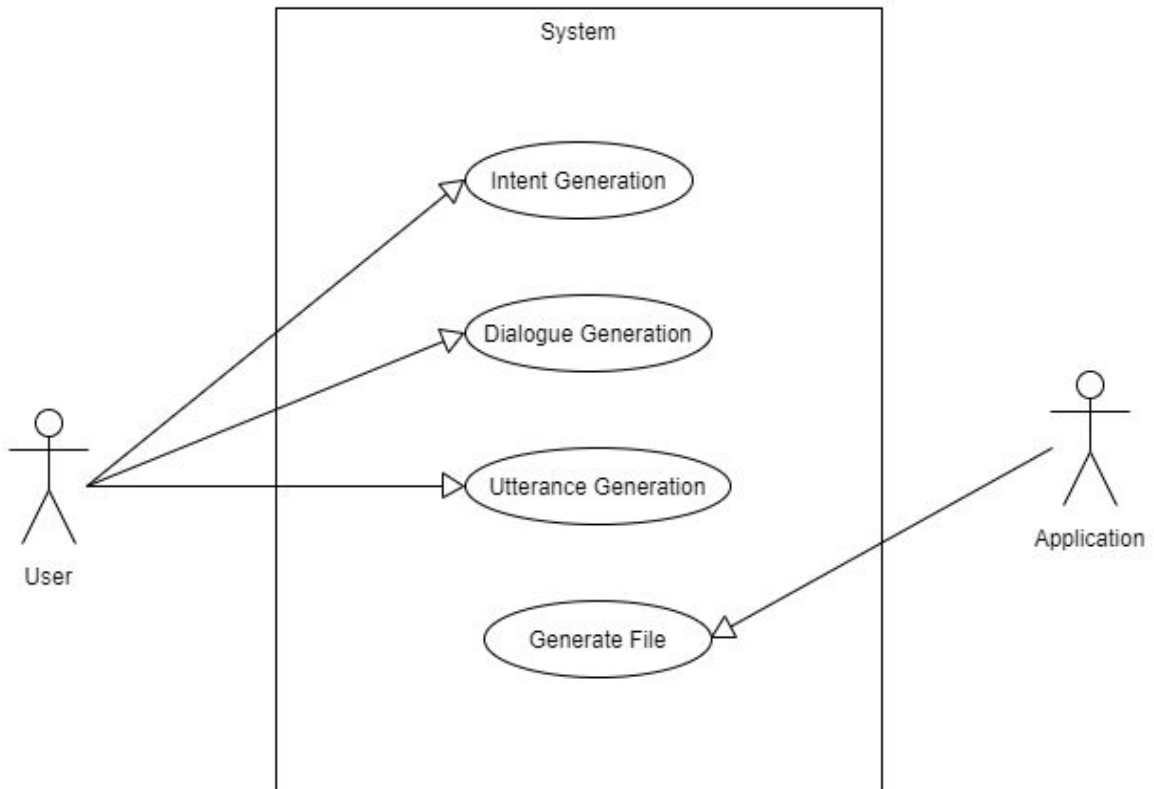 System
Intent Generation
Dialogue Generation
Utterance Generation
Generate File
User
Application